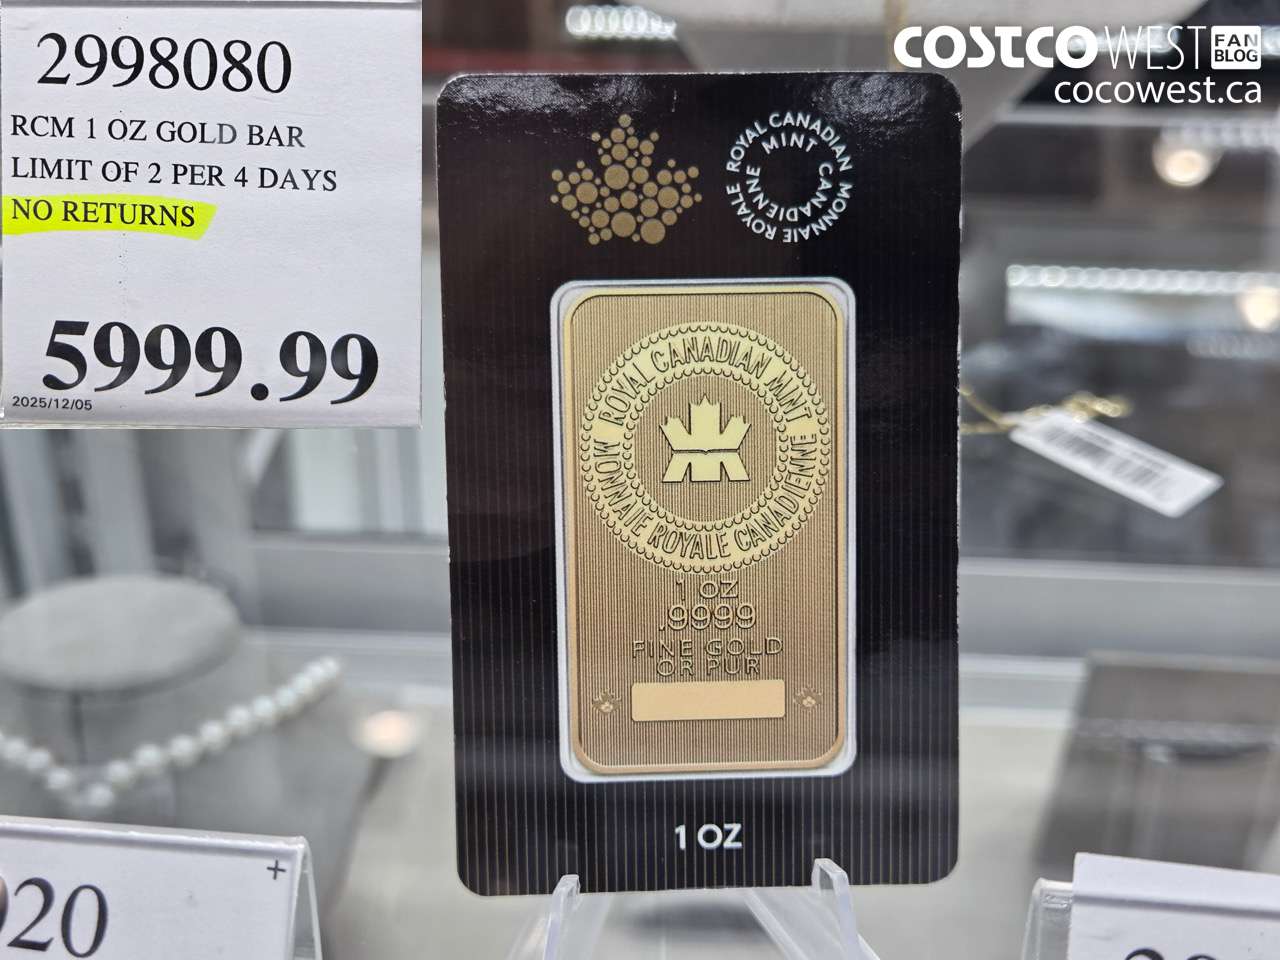 2998080
RCM 1 OZ GOLD BAR
LIMIT OF 2 PER 4 DAYS
NO RETURNS
5999.99
2025/12/05
COSTCO WEST FAN BLOG
cocowest.ca
ROYAL CANADIAN MINT
MONNAIE ROYALE CANADIENNE
ROYAL CANADIAN MINT
MONNAIE ROYALE CANADIENNE
1 OZ
.9999
FINE GOLD
OR PUR
1 OZ
+
20